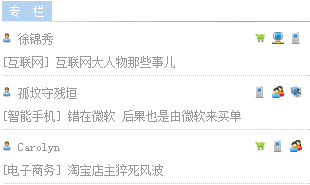 专 栏
徐锦秀
[互联网] 互联网大人物那些事儿
孤坟守残垣
[智能手机] 错在微软 后果也是由微软来买单
Carolyn
[电子商务] 淘宝店主猝死风波